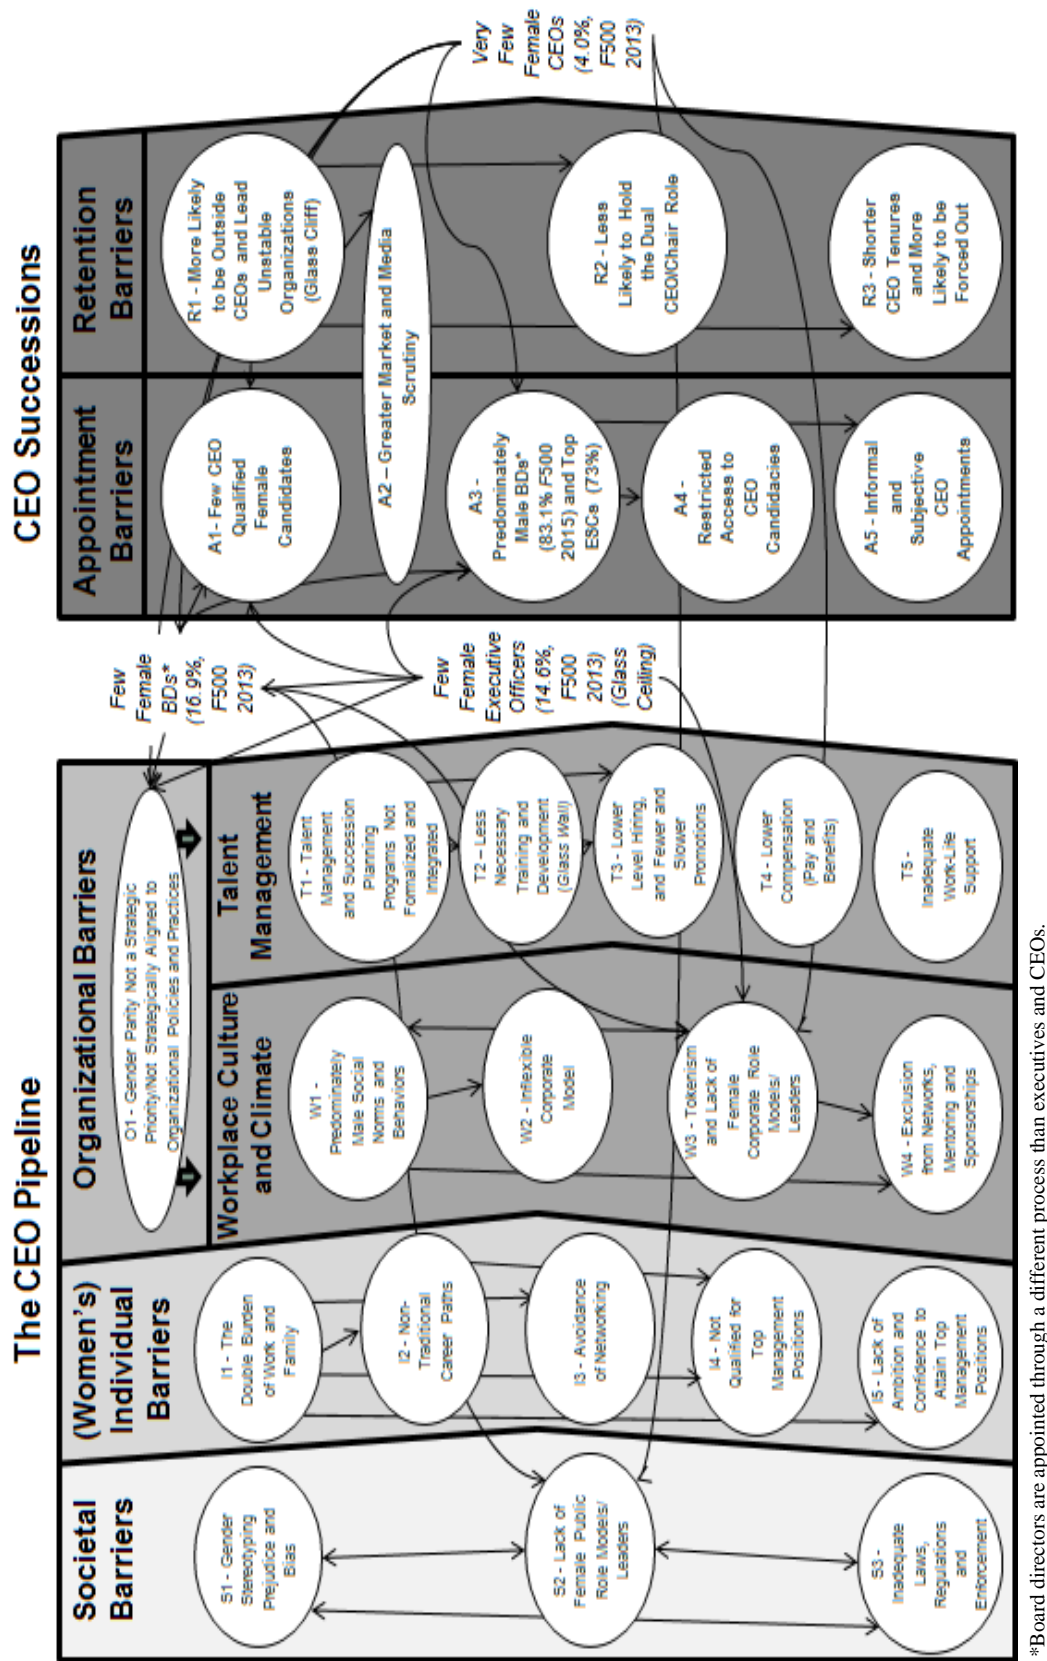 The CEO Pipeline
CEO Successions
Societal
Barriers
S1 - Gender
Stereotyping
Prejudice and
Bias
S2 - Lack of
Female Public
Role Models/
Leaders
S3 -
Inadequate
Laws,
Regulations
and
Enforcement
(Women's)
Individual
Barriers
I1 - The
Double Burden
of Work and
Family
I2 - Non-
Traditional
Career Paths
I3 - Avoidance
of Networking
I4 - Not
Qualified for
Top
Management
Positions
I5 - Lack of
Ambition and
Confidence to
Attain Top
Management
Positions
Organizational Barriers
O1 - Gender Parity Not a Strategic
Priority/Not Strategically Aligned to
Organizational Policies and Practices
Workplace Culture
and Climate
W1 -
Predominately
Male Social
Norms and
Behaviors
W2 - Inflexible
Corporate
Model
W3 - Tokenism
and Lack of
Female
Corporate Role
Models/
Leaders
W4 - Exclusion
from Networks,
Mentoring and
Sponsorships
Talent
Management
T1 - Talent
Management
and Succession
Planning
Programs Not
Formalized and
Integrated
T2 – Less
Necessary
Training and
Development
(Glass Wall)
T3 - Lower
Level Hiring,
and Fewer and
Slower
Promotions
T4 - Lower
Compensation
(Pay and
Benefits)
T5 -
Inadequate
Work-Life
Support
Few
Female
BDs*
(16.9%,
F500
2013)
Few
Female
Executive
Officers
(14.6%,
F500
2013)
(Glass
Ceiling)
Appointment
Barriers
A1- Few CEO
Qualified
Female
Candidates
A2 – Greater Market and Media
Scrutiny
A3 -
Predominately
Male BDs*
(83.1% F500
2015) and Top
ESCs (73%)
A4 -
Restricted
Access to
CEO
Candidacies
A5 - Informal
and
Subjective
CEO
Appointments
Retention
Barriers
R1 - More Likely
to be Outside
CEOs and Lead
Unstable
Organizations
(Glass Cliff)
R2 - Less
Likely to Hold
the Dual
CEO/Chair Role
R3 - Shorter
CEO Tenures
and More
Likely to be
Forced Out
Very
Few
Female
CEOs
(4.0%,
F500
2013)
*Board directors are appointed through a different process than executives and CEOs.